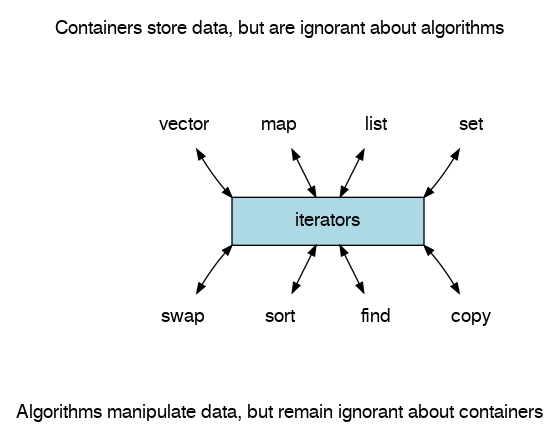 Containers store data, but are ignorant about algorithms
vector map list set
iterators
swap sort find copy
Algorithms manipulate data, but remain ignorant about containers